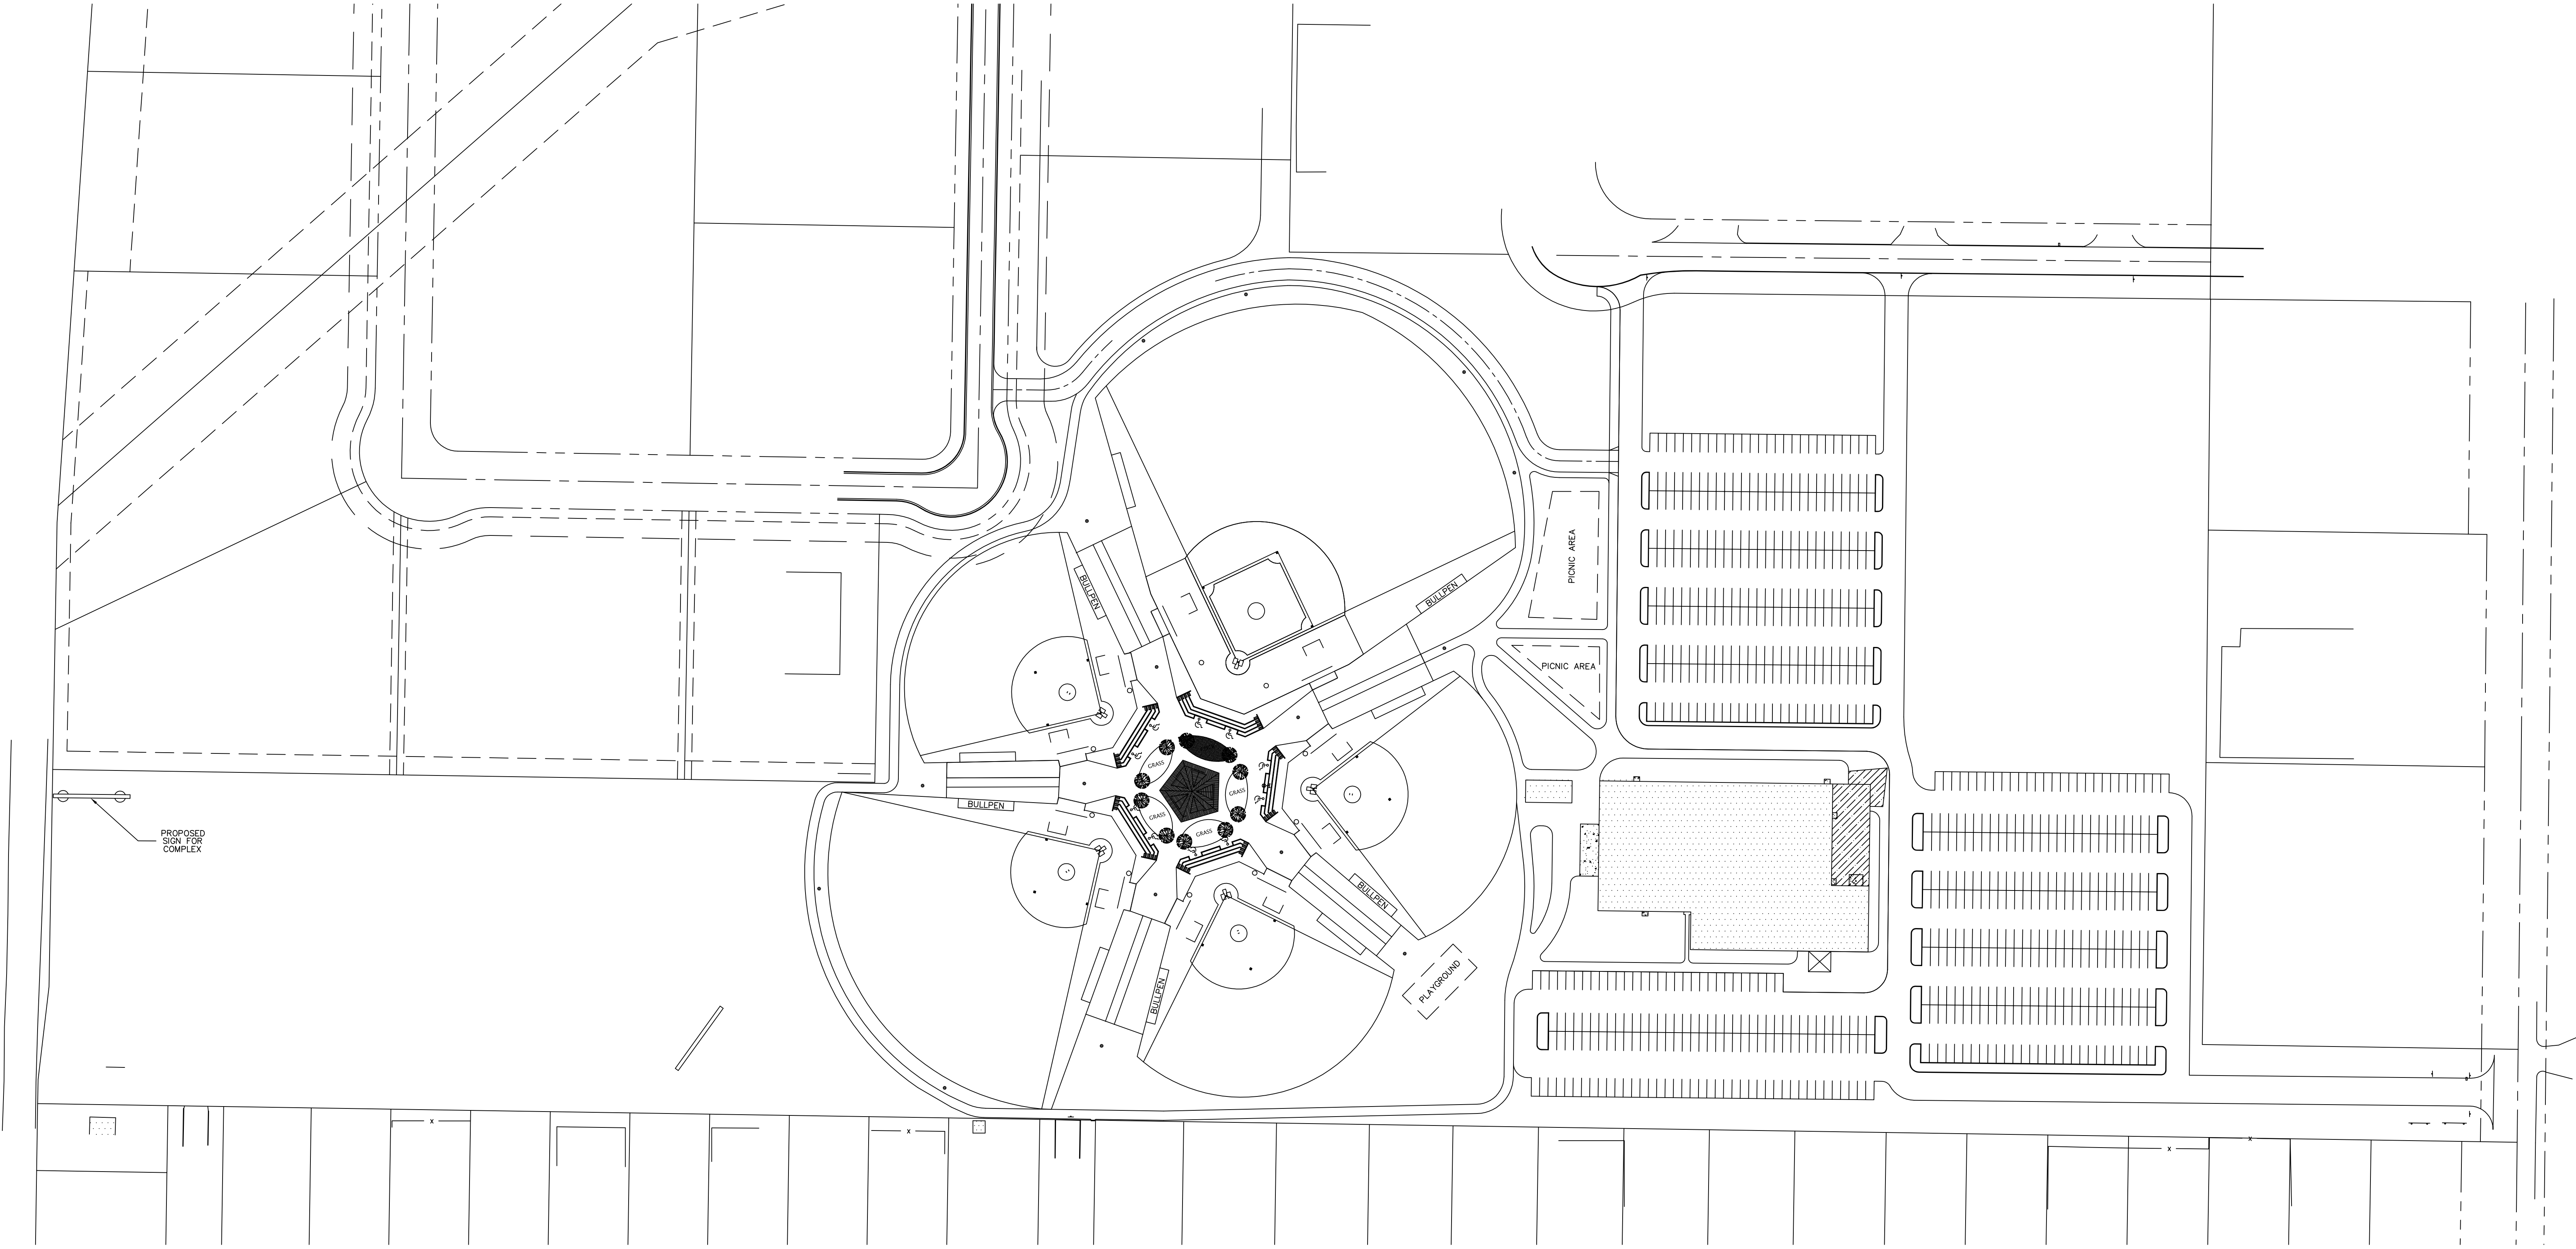 PICNIC AREA
BULLPEN
BULLPEN
PICNIC AREA
GRASS
GRASS
BULLPEN
GRASS
GRASS
PROPOSED
SIGN FOR
COMPLEX
BULLPEN
PLAYGROUND
BULLPEN
X
X
X
X